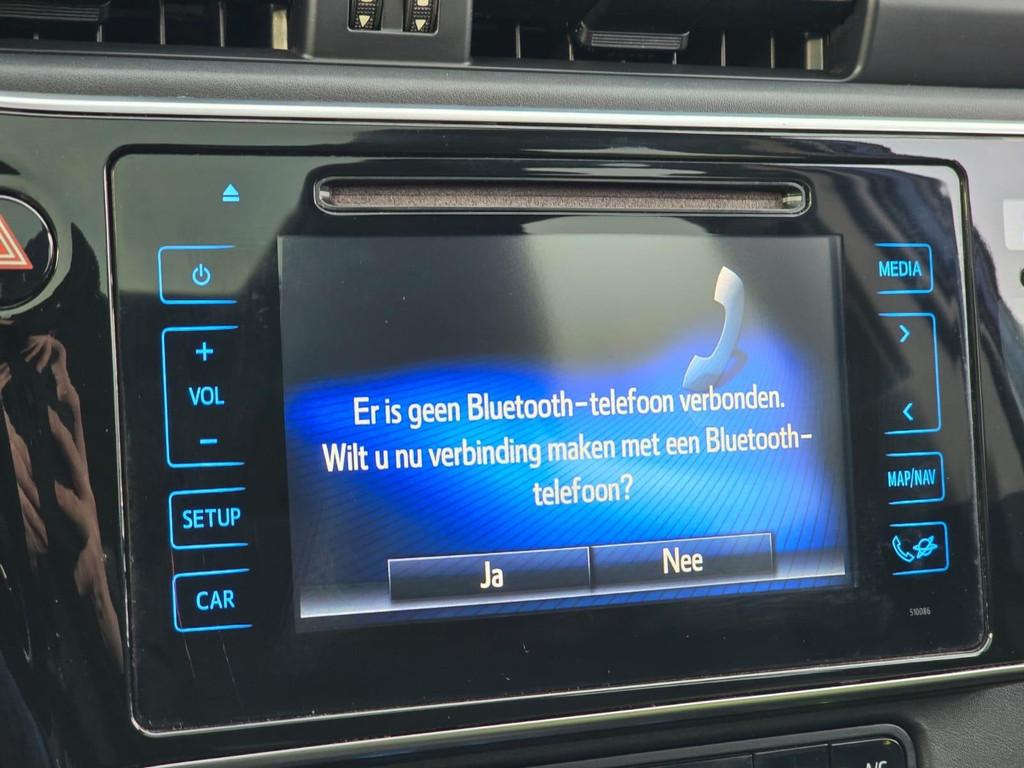 MEDIA
+
VOL
-
Er is geen Bluetooth-telefoon verbonden.
Wilt u nu verbinding maken met een Bluetooth-
telefoon?
MAP/NAV
SETUP
Ja
Nee
CAR
510086
A/C